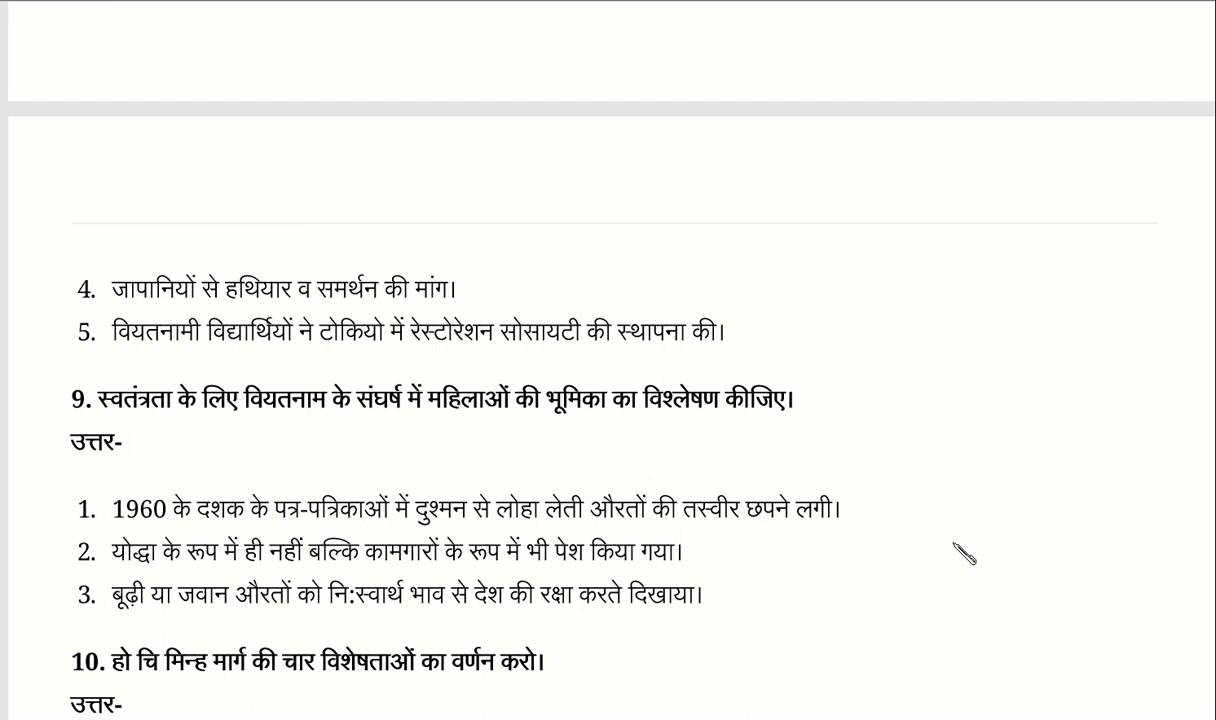 4. जापानियों से हथियार व समर्थन की मांग।
5. वियतनामी विद्यार्थियों ने टोकियो में रेस्टोरेशन सोसायटी की स्थापना की।
9. स्वतंत्रता के लिए वियतनाम के संघर्ष में महिलाओं की भूमिका का विश्लेषण कीजिए।
उत्तर-
1. 1960 के दशक के पत्र-पत्रिकाओं में दुश्मन से लोहा लेती औरतों की तस्वीर छपने लगी।
2. योद्धा के रूप में ही नहीं बल्कि कामगारों के रूप में भी पेश किया गया।
3. बूढ़ी या जवान औरतों को नि:स्वार्थ भाव से देश की रक्षा करते दिखाया।
10. हो चि मिन्ह मार्ग की चार विशेषताओं का वर्णन करो।
उत्तर-